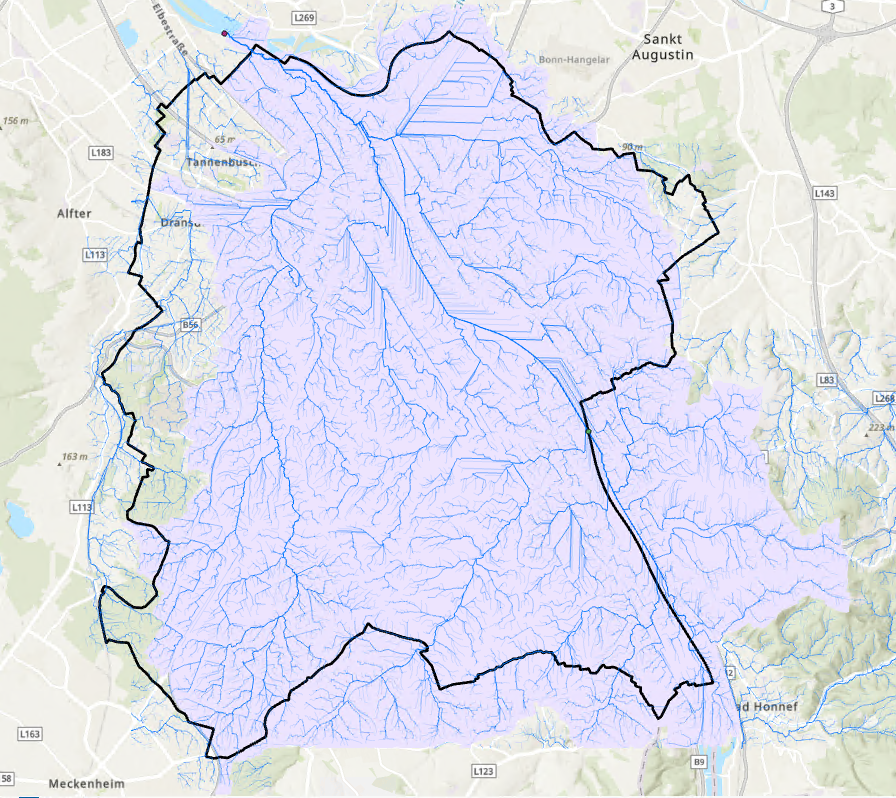 3
L269
Elbestraße
Sankt
Augustin
Bonn-Hangelar
156 m
65 m
90 m
L183
Tannenbusc..
L143
Alfter
Dransd..
L113
B56
L83
L268
223 m
163 m
L113
2
ad Honnef
L163
B9
L123
58
Meckenheim